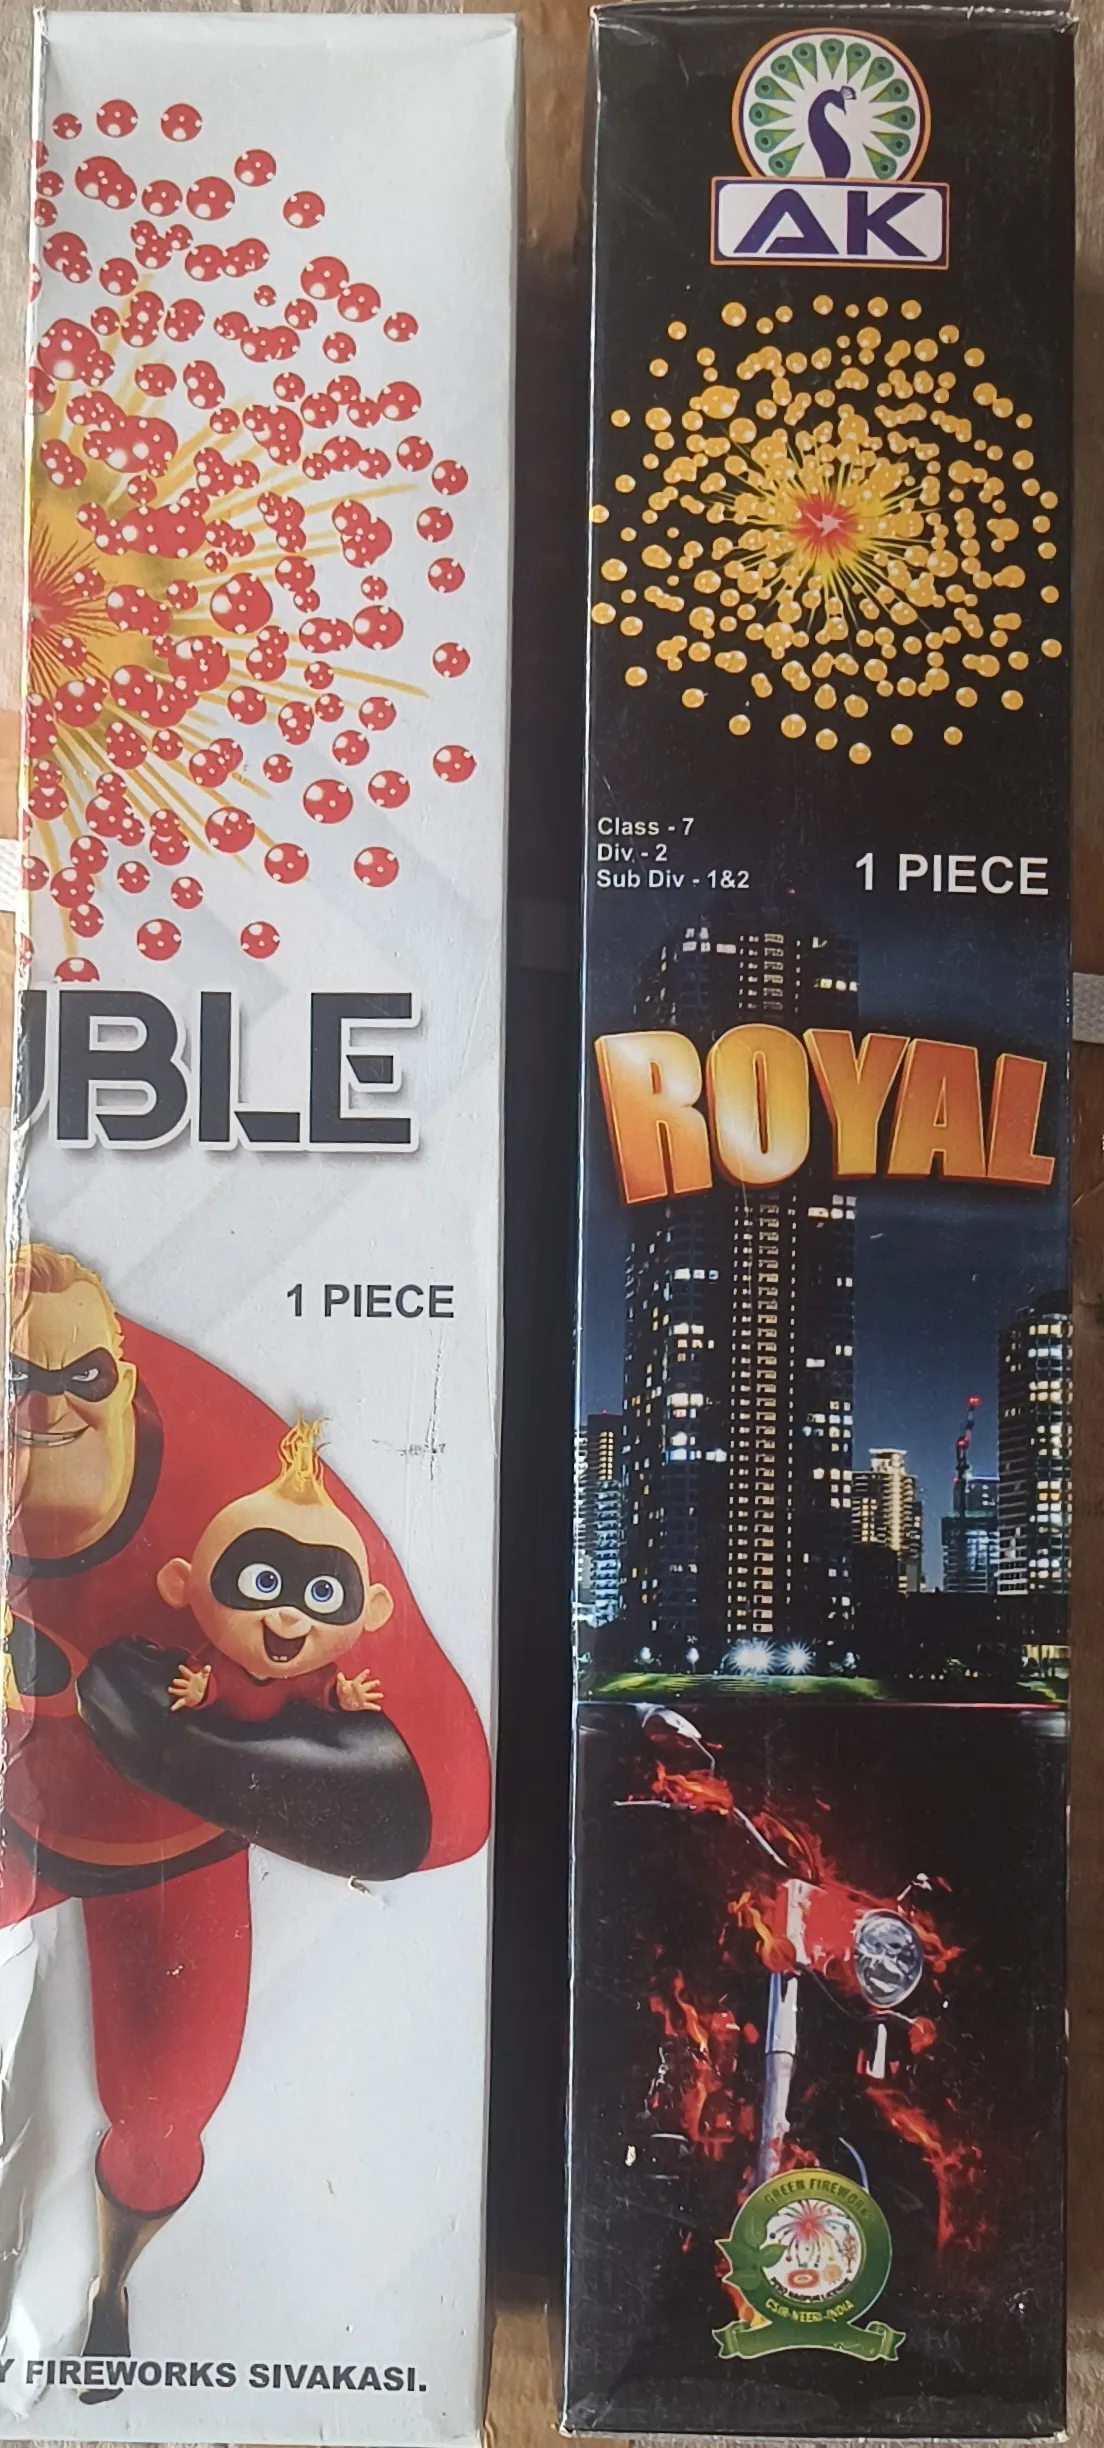 UBLE
1 PIECE
Y FIREWORKS SIVAKASI.
AK
Class - 7
Div. - 2
Sub Div - 1&2
1 PIECE
ROYAL
GREEN FIREWORKS
CSIR-NEERI-INDIA